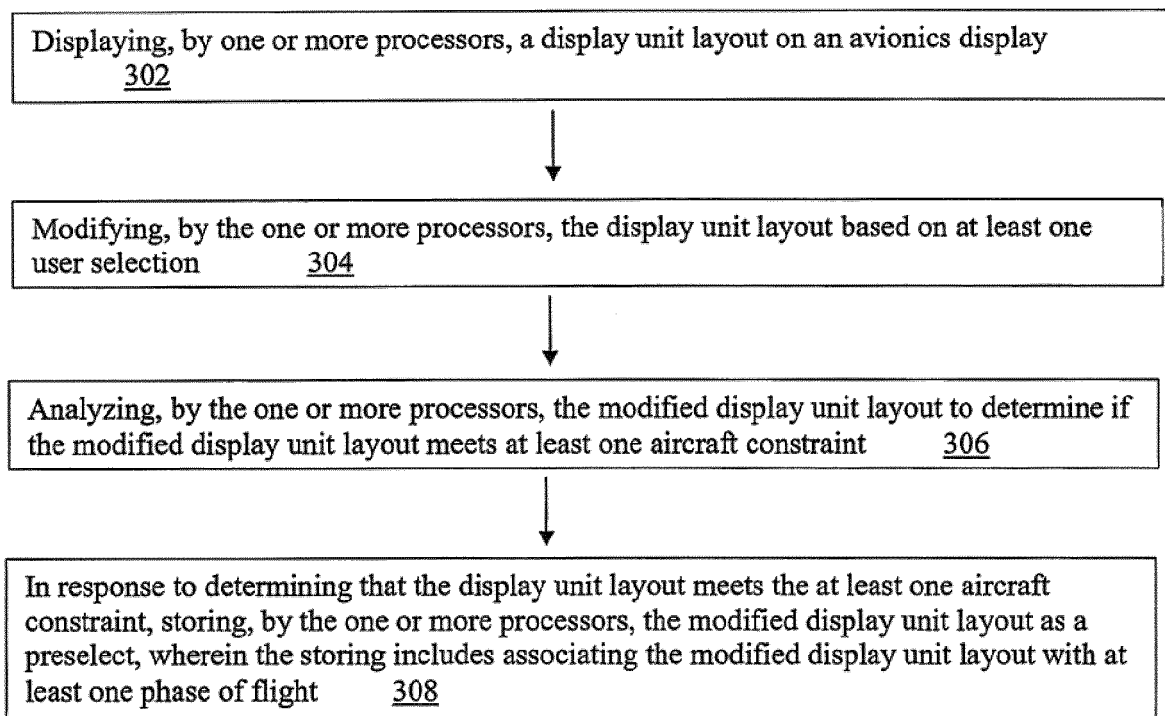 Displaying, by one or more processors, a display unit layout on an avionics display
302
Modifying, by the one or more processors, the display unit layout based on at least one
user selection 304
Analyzing, by the one or more processors, the modified display unit layout to determine if
the modified display unit layout meets at least one aircraft constraint 306
In response to determining that the display unit layout meets the at least one aircraft
constraint, storing, by the one or more processors, the modified display unit layout as a
preselect, wherein the storing includes associating the modified display unit layout with at
least one phase of flight 308